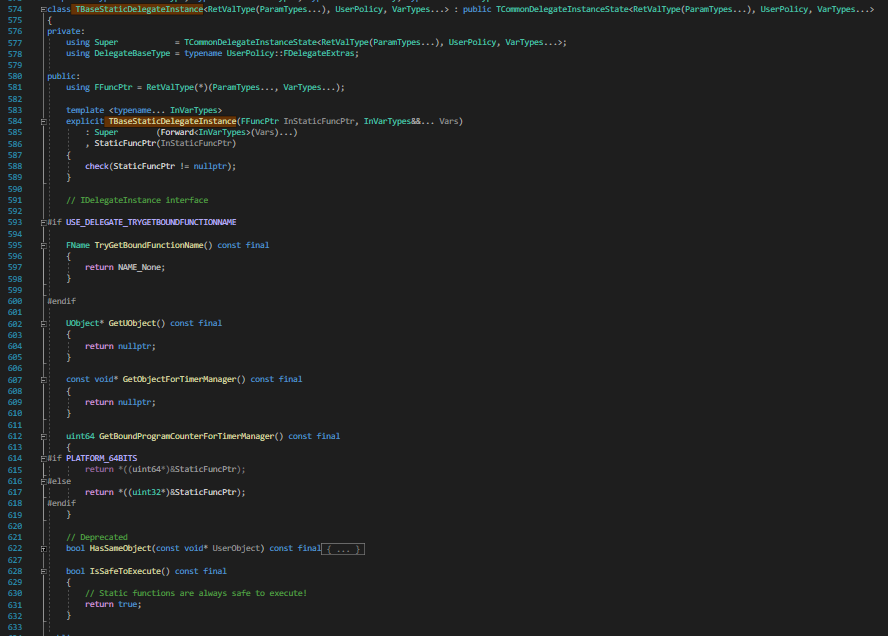 574 class TBaseStaticDelegateInstance<RetValType(ParamTypes...), UserPolicy, VarTypes...> : public TCommonDelegateInstanceState<RetValType(ParamTypes...), UserPolicy, VarTypes...>
575 {
576 private:
577 using Super = TCommonDelegateInstanceState<RetValType(ParamTypes...), UserPolicy, VarTypes...>;
578 using DelegateBaseType = typename UserPolicy::FDelegateExtras;
579
580 public:
581 using FFuncPtr = RetValType(*)(ParamTypes..., VarTypes...);
582
583 template <typename... InVarTypes>
584 explicit TBaseStaticDelegateInstance(FFuncPtr InStaticFuncPtr, InVarTypes&&... Vars)
585 : Super (Forward<InVarTypes>(Vars)...)
586 , StaticFuncPtr(InStaticFuncPtr)
587 {
588 check(StaticFuncPtr != nullptr);
589 }
590
591 // IDelegateInstance interface
592
593 #if USE_DELEGATE_TRYGETBOUNDFUNCTIONNAME
594
595 FName TryGetBoundFunctionName() const final
596 {
597 return NAME_None;
598 }
599
600 #endif
601
602 UObject* GetUObject() const final
603 {
604 return nullptr;
605 }
606
607 const void* GetObjectForTimerManager() const final
608 {
609 return nullptr;
610 }
611
612 uint64 GetBoundProgramCounterForTimerManager() const final
613 {
614 #if PLATFORM_64BITS
615 return *((uint64*)&StaticFuncPtr);
616 #else
617 return *((uint32*)&StaticFuncPtr);
618 #endif
619 }
620
621 // Deprecated
622 bool HasSameObject(const void* UserObject) const final{ ... }
627
628 bool IsSafeToExecute() const final
629 {
630 // Static functions are always safe to execute!
631 return true;
632 }
633